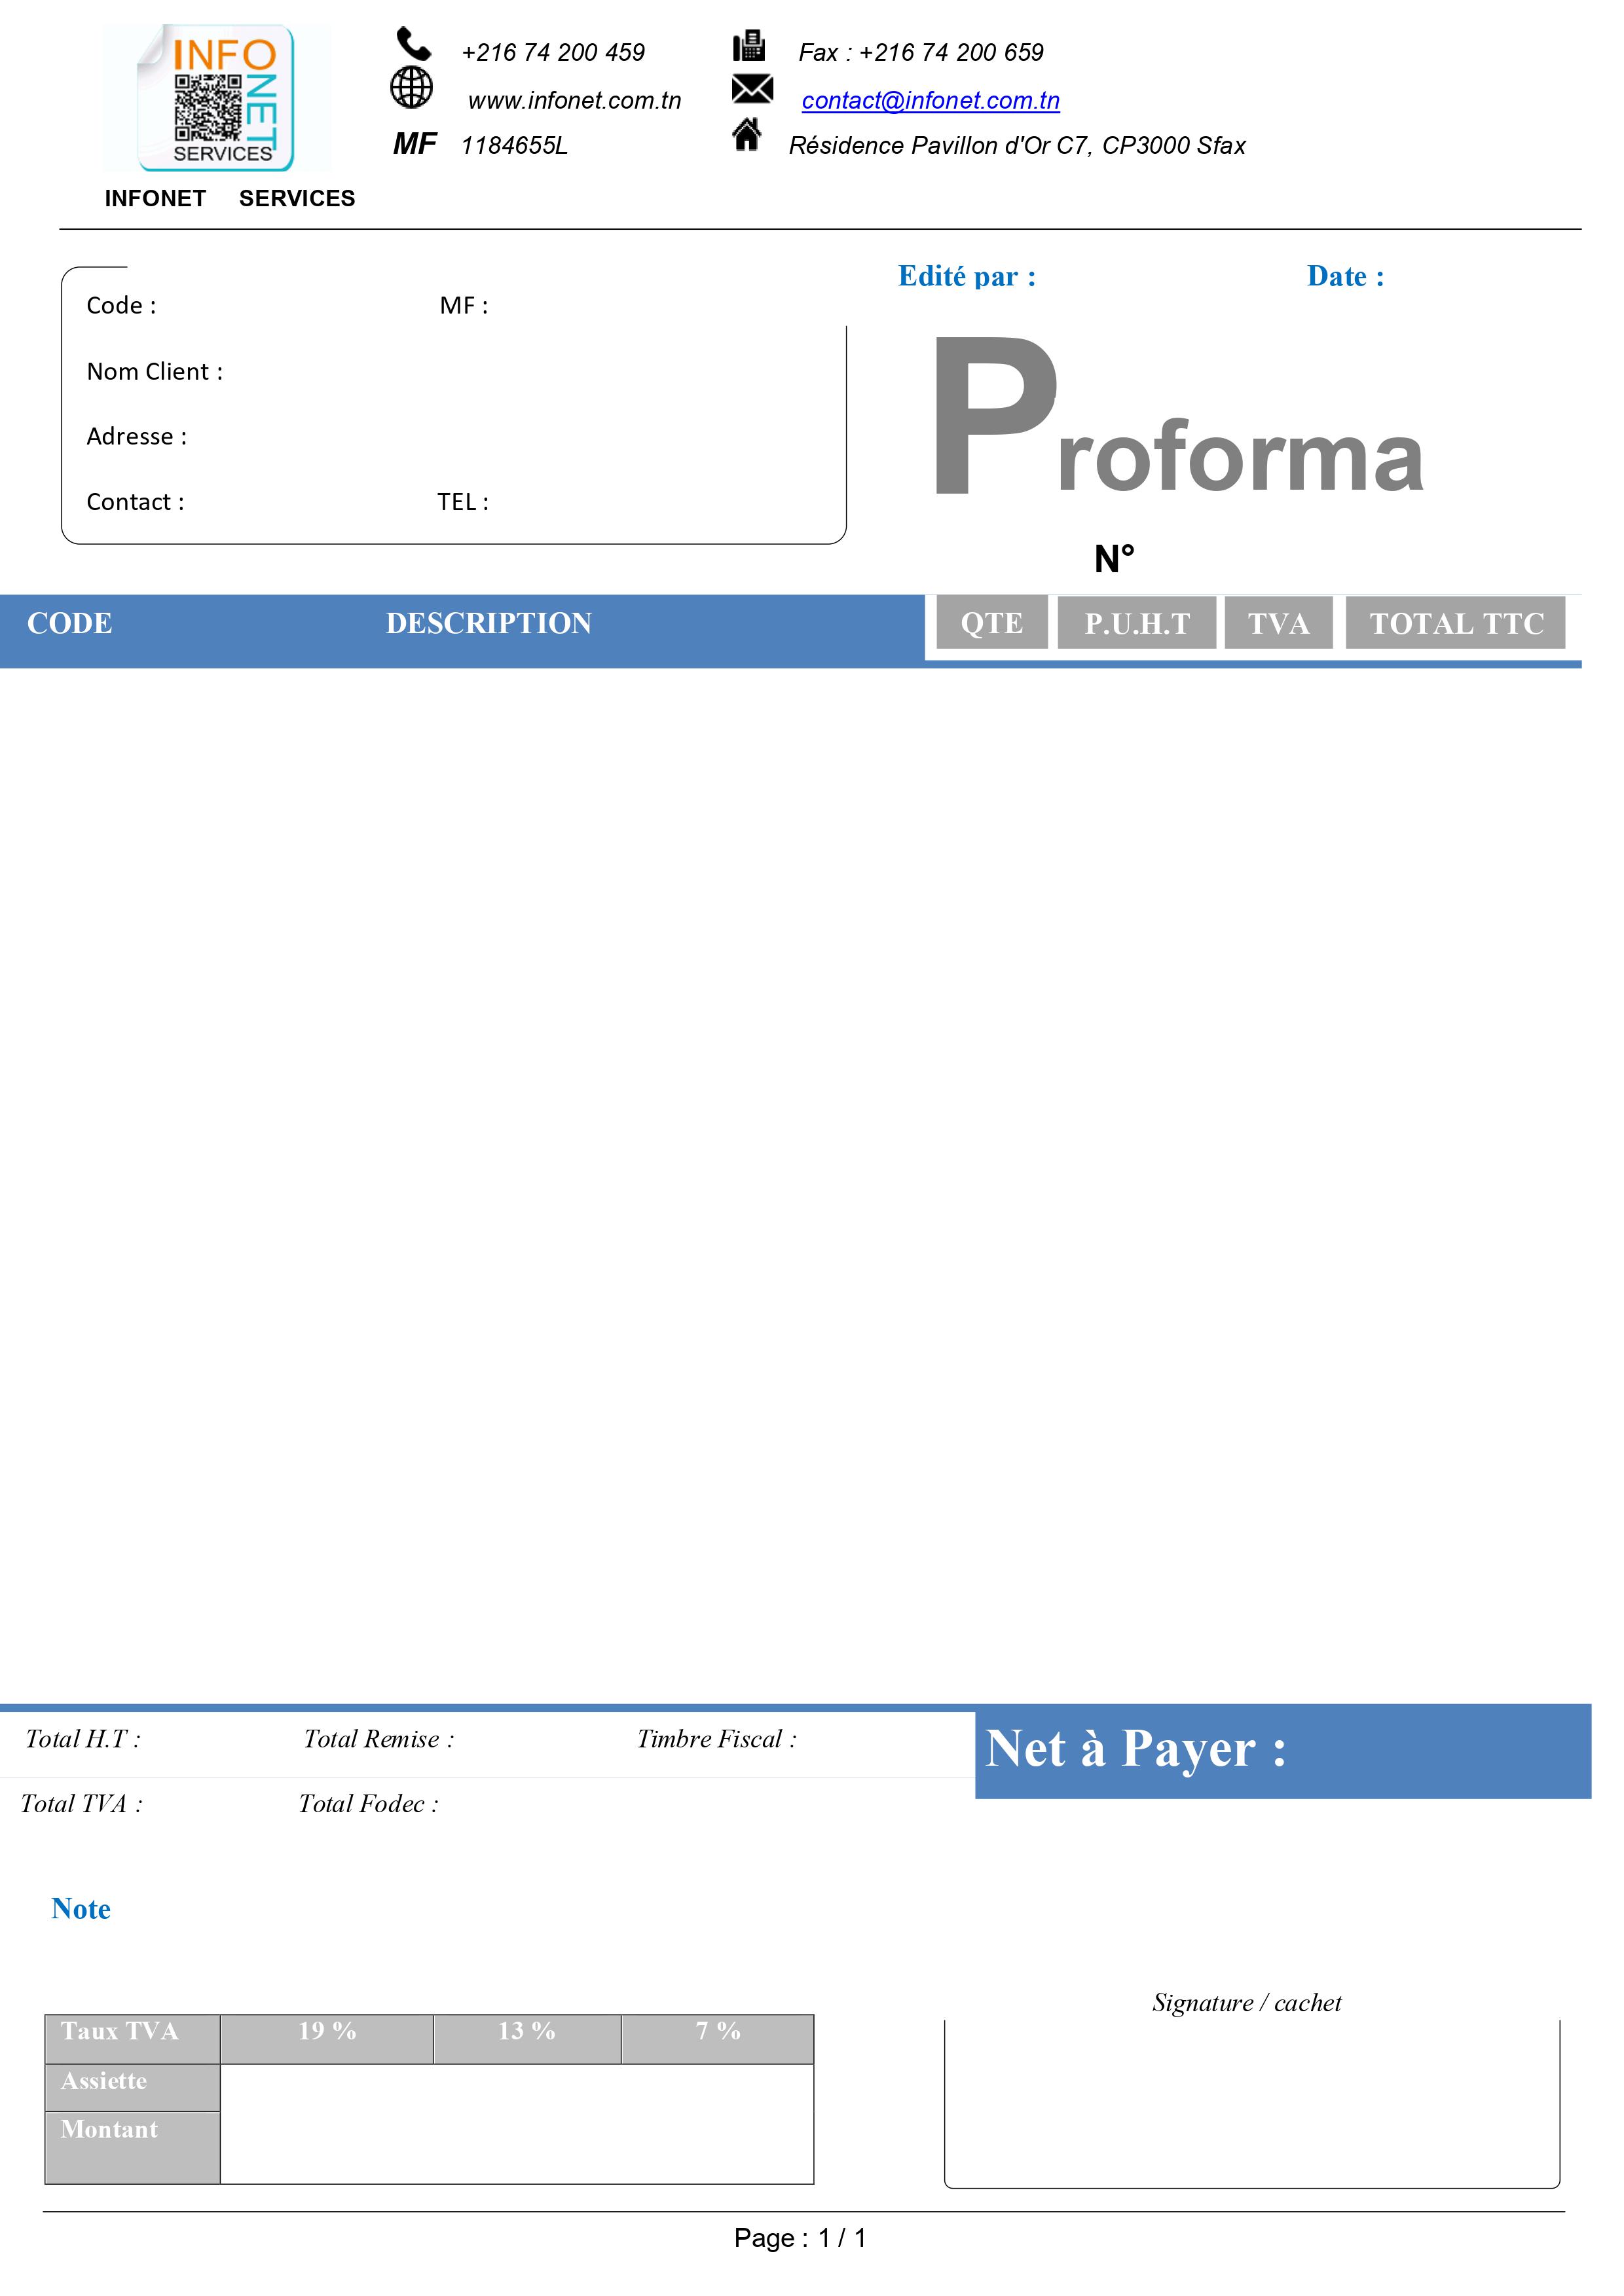 INFO
NET
SERVICES
INFONET SERVICES
+216 74 200 459
Fax : +216 74 200 659
www.infonet.com.tn
contact@infonet.com.tn
MF 1184655L
Résidence Pavillon d'Or C7, CP3000 Sfax
Edité par :
Date :
Code :
MF :
Nom Client :
Adresse :
Contact :
TEL :
Proforma
N°
CODE DESCRIPTION QTE P.U.H.T TVA TOTAL TTC
Total H.T : Total Remise : Timbre Fiscal :
Net à Payer :
Total TVA : Total Fodec :
Note
Signature / cachet
Taux TVA 19 % 13 % 7 %
Assiette
Montant
Page : 1 / 1